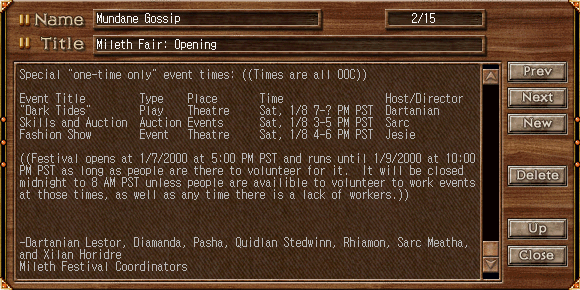 Name Mundane Gossip 2/15
Title Mileth Fair: Opening
Special "one-time only" event times: ((Times are all OOC))
Event Title Type Place Time Host/Director
"Dark Tides" Play Theatre Sat, 1/8 7-? PM PST Dartanian
Skills and Auction Auction Events Sat, 1/8 3-5 PM PST Sarc
Fashion Show Event Theatre Sat, 1/8 4-6 PM PST Jesie
((Festival opens at 1/7/2000 at 5:00 PM PST and runs until 1/9/2000 at 10:00
PM PST as long as people are there to volunteer for it. It will be closed
midnight to 8 AM PST unless people are availible to volunteer to work events
at those times, as well as any time there is a lack of workers.))
-Dartanian Lestor, Diamanda, Pasha, Quidlan Stedwinn, Rhiamon, Sarc Meatha,
and Xilan Horidre
Mileth Festival Coordinators
Prev
Next
New
Delete
Up
Close